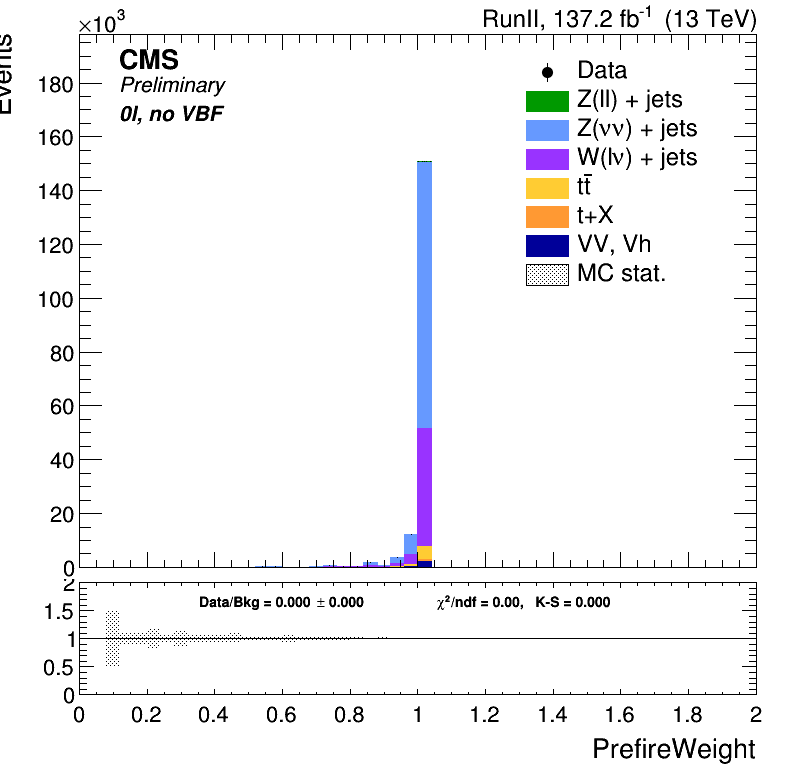 ×10³ RunII, 137.2 fb⁻¹ (13 TeV)
Events
CMS
Preliminary
0l, no VBF
Data
Z(ll) + jets
Z(νν) + jets
W(lν) + jets
tt̄
t+X
VV, Vh
MC stat.
180
160
140
120
100
80
60
40
20
0
2
1.5
1
0.5
0
Data/Bkg = 0.000 ± 0.000 χ²/ndf = 0.00, K-S = 0.000
0 0.2 0.4 0.6 0.8 1 1.2 1.4 1.6 1.8 2
PrefireWeight